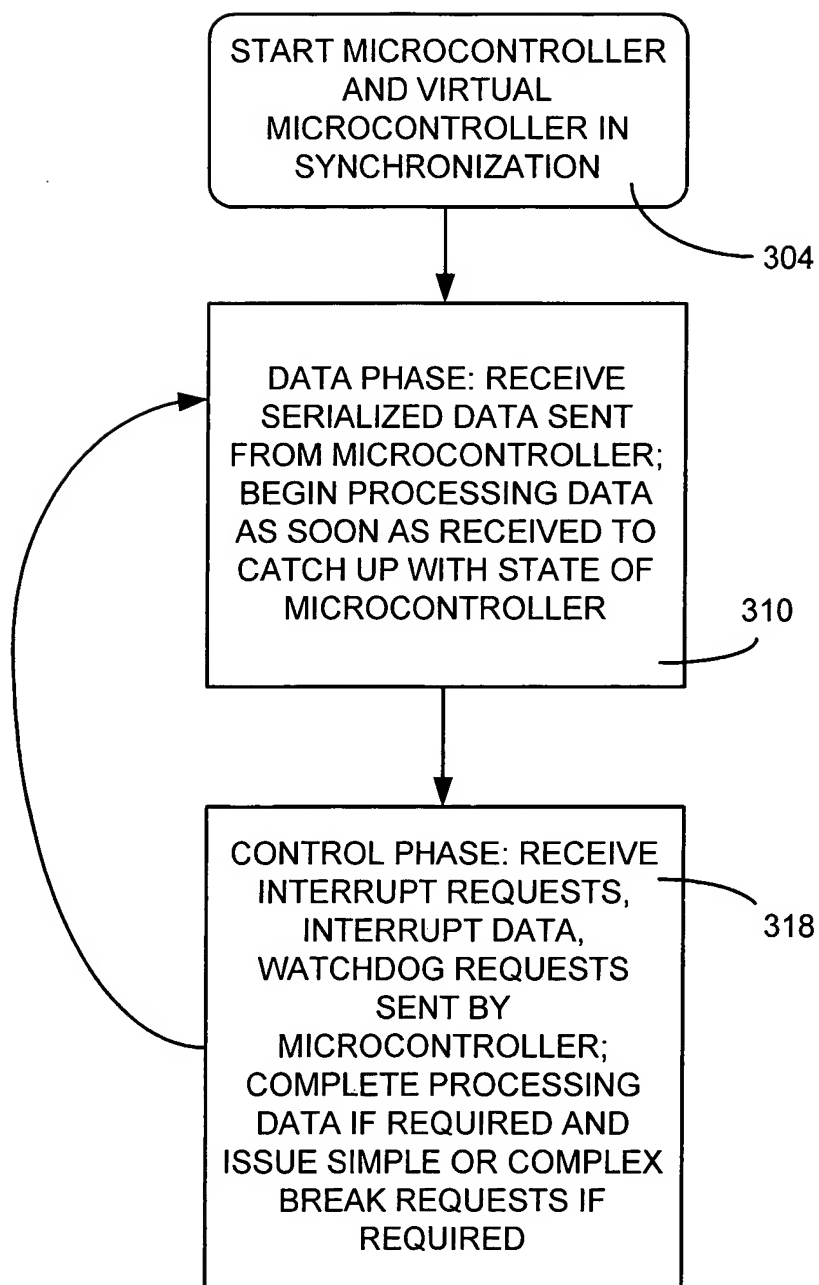 START MICROCONTROLLER
AND VIRTUAL
MICROCONTROLLER IN
SYNCHRONIZATION
304
DATA PHASE: RECEIVE
SERIALIZED DATA SENT
FROM MICROCONTROLLER;
BEGIN PROCESSING DATA
AS SOON AS RECEIVED TO
CATCH UP WITH STATE OF
MICROCONTROLLER
310
CONTROL PHASE: RECEIVE
INTERRUPT REQUESTS,
INTERRUPT DATA,
WATCHDOG REQUESTS
SENT BY
MICROCONTROLLER;
COMPLETE PROCESSING
DATA IF REQUIRED AND
ISSUE SIMPLE OR COMPLEX
BREAK REQUESTS IF
REQUIRED
318